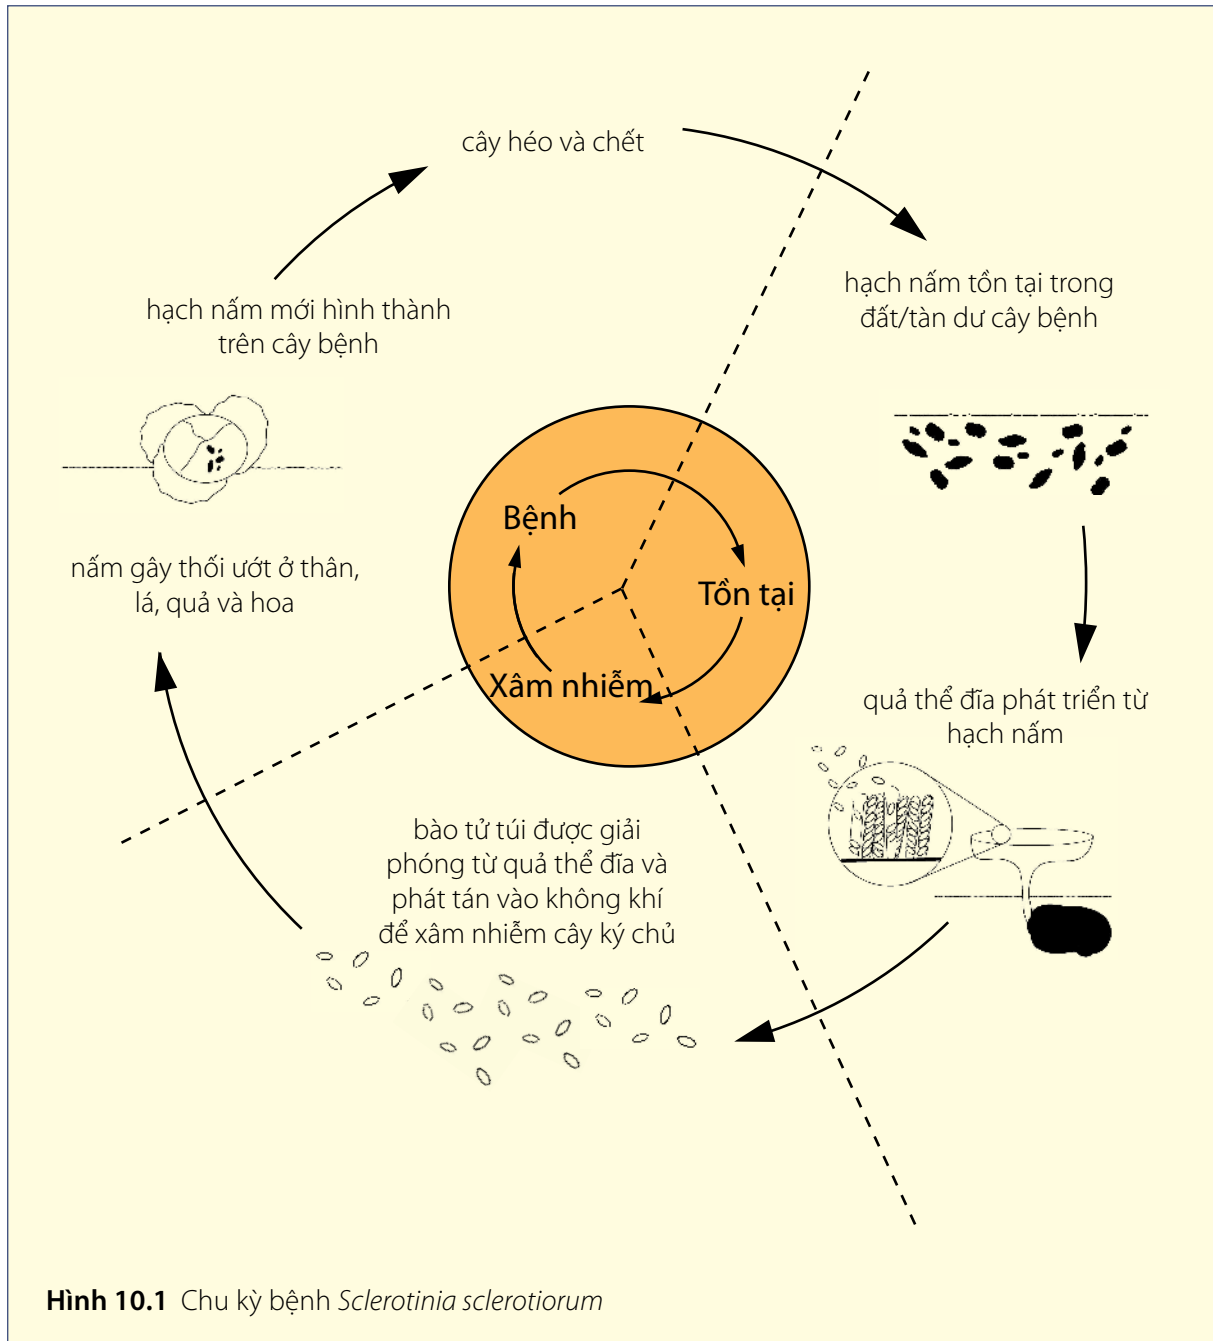 cây héo và chết
hạch nấm tồn tại trong
đất/tàn dư cây bệnh
quả thể đĩa phát triển từ
hạch nấm
bào tử túi được giải
phóng từ quả thể đĩa và
phát tán vào không khí
để xâm nhiễm cây ký chủ
nấm gây thối ướt ở thân,
lá, quả và hoa
hạch nấm mới hình thành
trên cây bệnh
Bệnh
Tồn tại
Xâm nhiễm
Hình 10.1 Chu kỳ bệnh Sclerotinia sclerotiorum